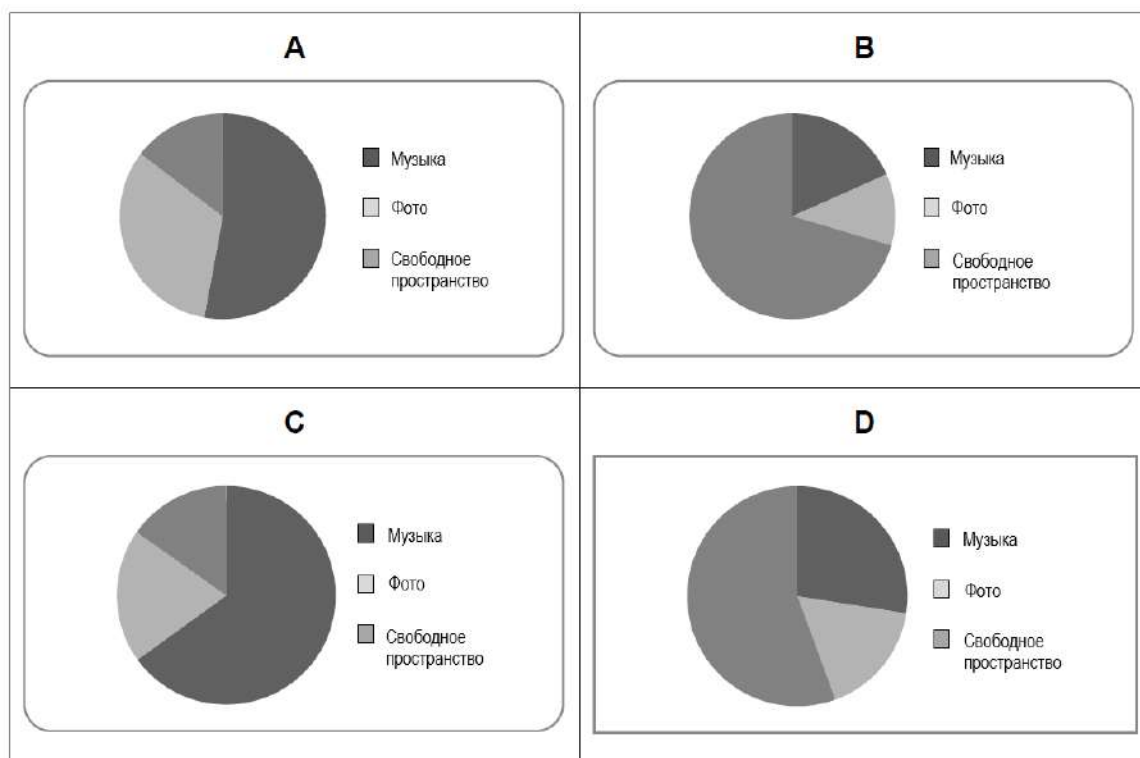 A
Музыка
Фото
Свободное
пространство
B
Музыка
Фото
Свободное
пространство
C
Музыка
Фото
Свободное
пространство
D
Музыка
Фото
Свободное
пространство